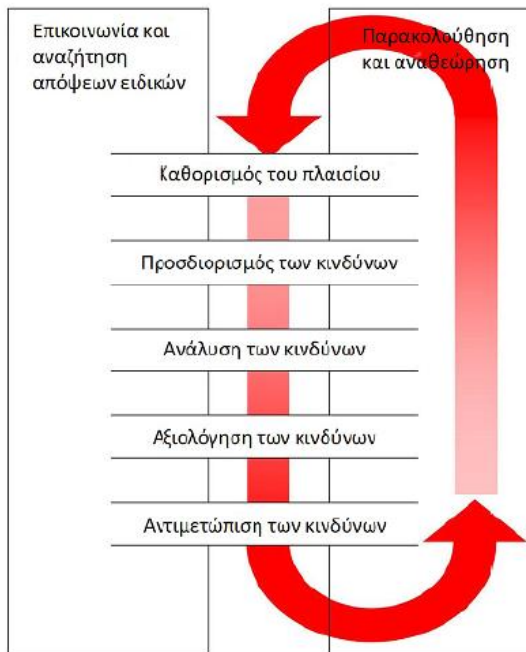 Επικοινωνία και
αναζήτηση
απόψεων ειδικών
Παρακολούθηση
και αναθεώρηση
Καθορισμός του πλαισίου
Προσδιορισμός των κινδύνων
Ανάλυση των κινδύνων
Αξιολόγηση των κινδύνων
Αντιμετώπιση των κινδύνων